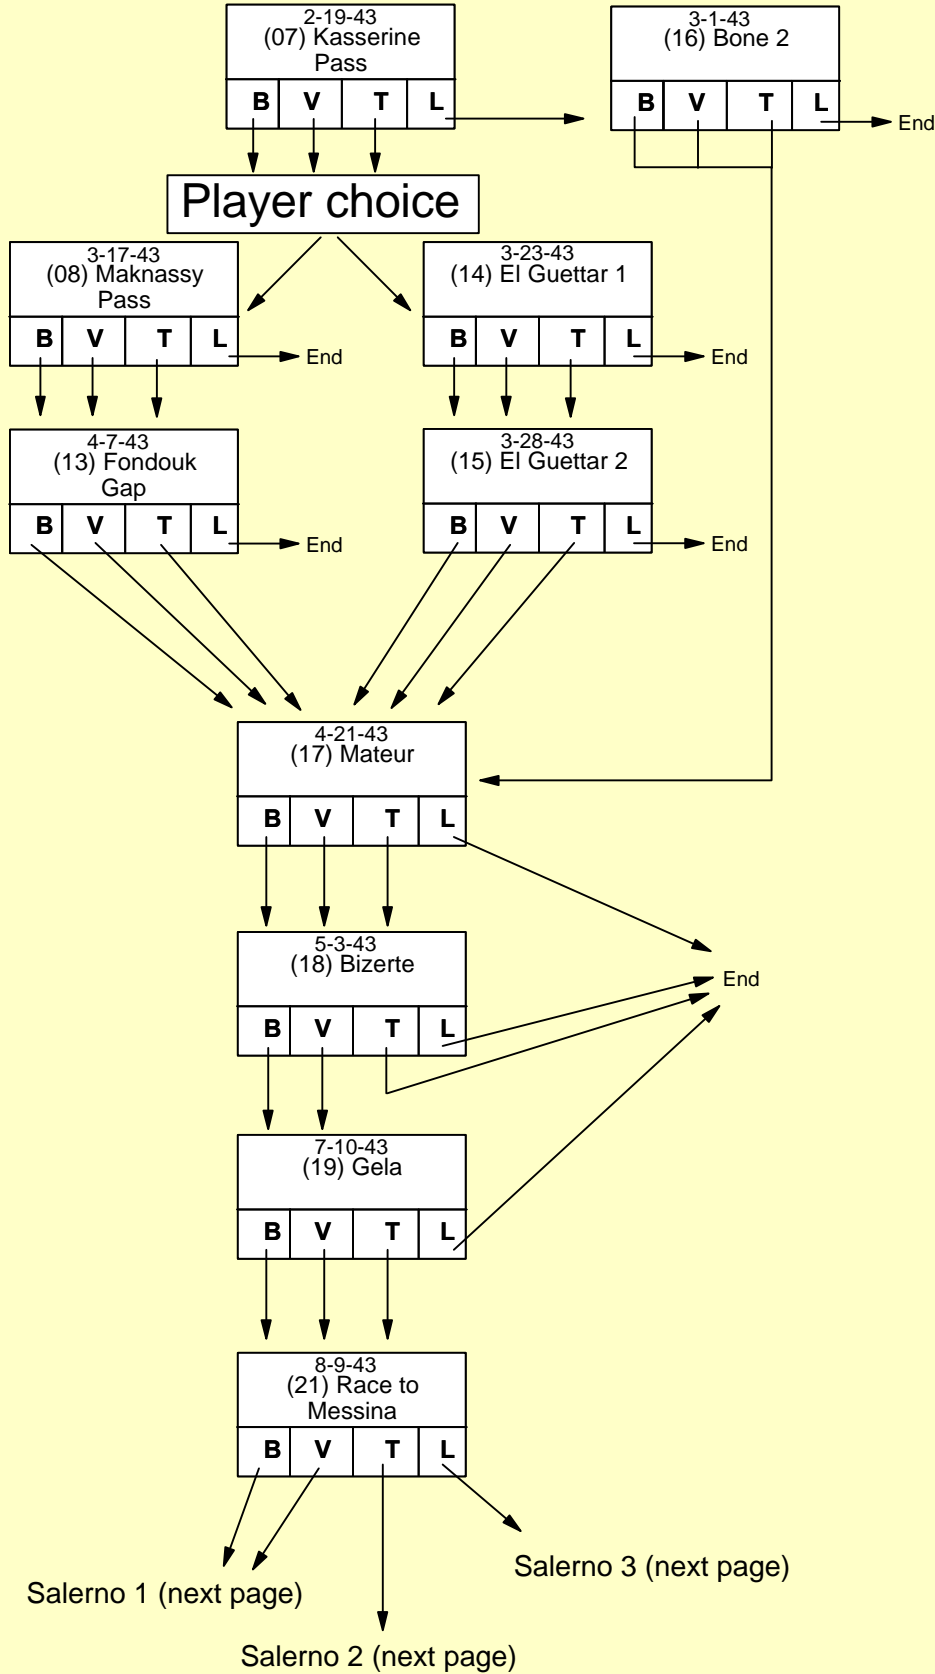 2-19-43
(07) Kasserine
Pass
B V T L
3-1-43
(16) Bone 2
B V T L
End
Player choice
3-17-43
(08) Maknassy
Pass
B V T L
End
3-23-43
(14) El Guettar 1
B V T L
End
4-7-43
(13) Fondouk
Gap
B V T L
End
3-28-43
(15) El Guettar 2
B V T L
End
4-21-43
(17) Mateur
B V T L
5-3-43
(18) Bizerte
B V T L
End
7-10-43
(19) Gela
B V T L
8-9-43
(21) Race to
Messina
B V T L
Salerno 3 (next page)
Salerno 1 (next page)
Salerno 2 (next page)